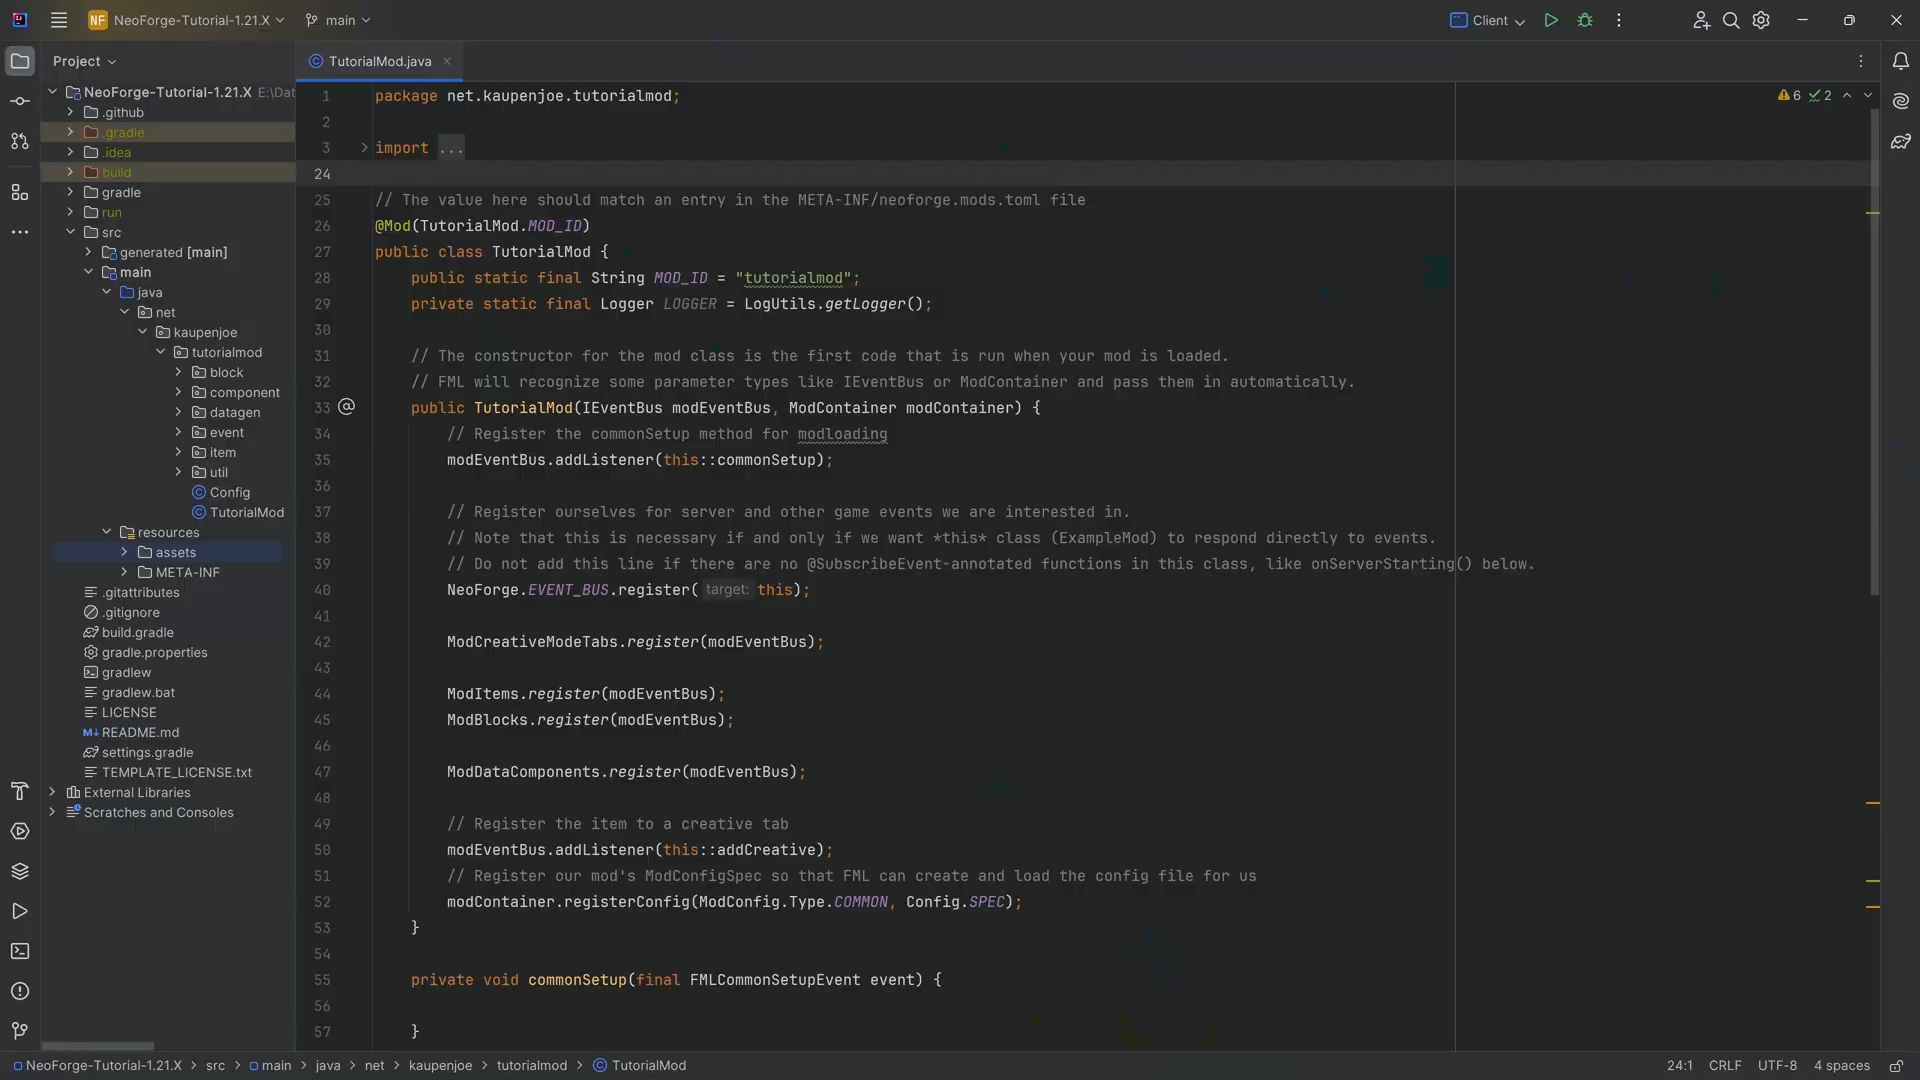 NF NeoForge-Tutorial-1.21.X main Client
Project
NeoForge-Tutorial-1.21.X E:\Dat
.github
.gradle
.idea
build
gradle
run
src
generated [main]
main
java
net
kaupenjoe
tutorialmod
block
component
datagen
event
item
util
Config
TutorialMod
resources
assets
META-INF
.gitattributes
.gitignore
build.gradle
gradle.properties
gradlew
gradlew.bat
LICENSE
README.md
settings.gradle
TEMPLATE_LICENSE.txt
External Libraries
Scratches and Consoles
TutorialMod.java
6 2
1 package net.kaupenjoe.tutorialmod;
2
3 import ...
24
25 // The value here should match an entry in the META-INF/neoforge.mods.toml file
26 @Mod(TutorialMod.MOD_ID)
27 public class TutorialMod {
28 public static final String MOD_ID = "tutorialmod";
29 private static final Logger LOGGER = LogUtils.getLogger();
30
31 // The constructor for the mod class is the first code that is run when your mod is loaded.
32 // FML will recognize some parameter types like IEventBus or ModContainer and pass them in automatically.
33 public TutorialMod(IEventBus modEventBus, ModContainer modContainer) {
34 // Register the commonSetup method for modloading
35 modEventBus.addListener(this::commonSetup);
36
37 // Register ourselves for server and other game events we are interested in.
38 // Note that this is necessary if and only if we want *this* class (ExampleMod) to respond directly to events.
39 // Do not add this line if there are no @SubscribeEvent-annotated functions in this class, like onServerStarting() below.
40 NeoForge.EVENT_BUS.register( target: this);
41
42 ModCreativeModeTabs.register(modEventBus);
43
44 ModItems.register(modEventBus);
45 ModBlocks.register(modEventBus);
46
47 ModDataComponents.register(modEventBus);
48
49 // Register the item to a creative tab
50 modEventBus.addListener(this::addCreative);
51 // Register our mod's ModConfigSpec so that FML can create and load the config file for us
52 modContainer.registerConfig(ModConfig.Type.COMMON, Config.SPEC);
53 }
54
55 private void commonSetup(final FMLCommonSetupEvent event) {
56
57 }
NeoForge-Tutorial-1.21.X > src > main > java > net > kaupenjoe > tutorialmod > TutorialMod 24:1 CRLF UTF-8 4 spaces